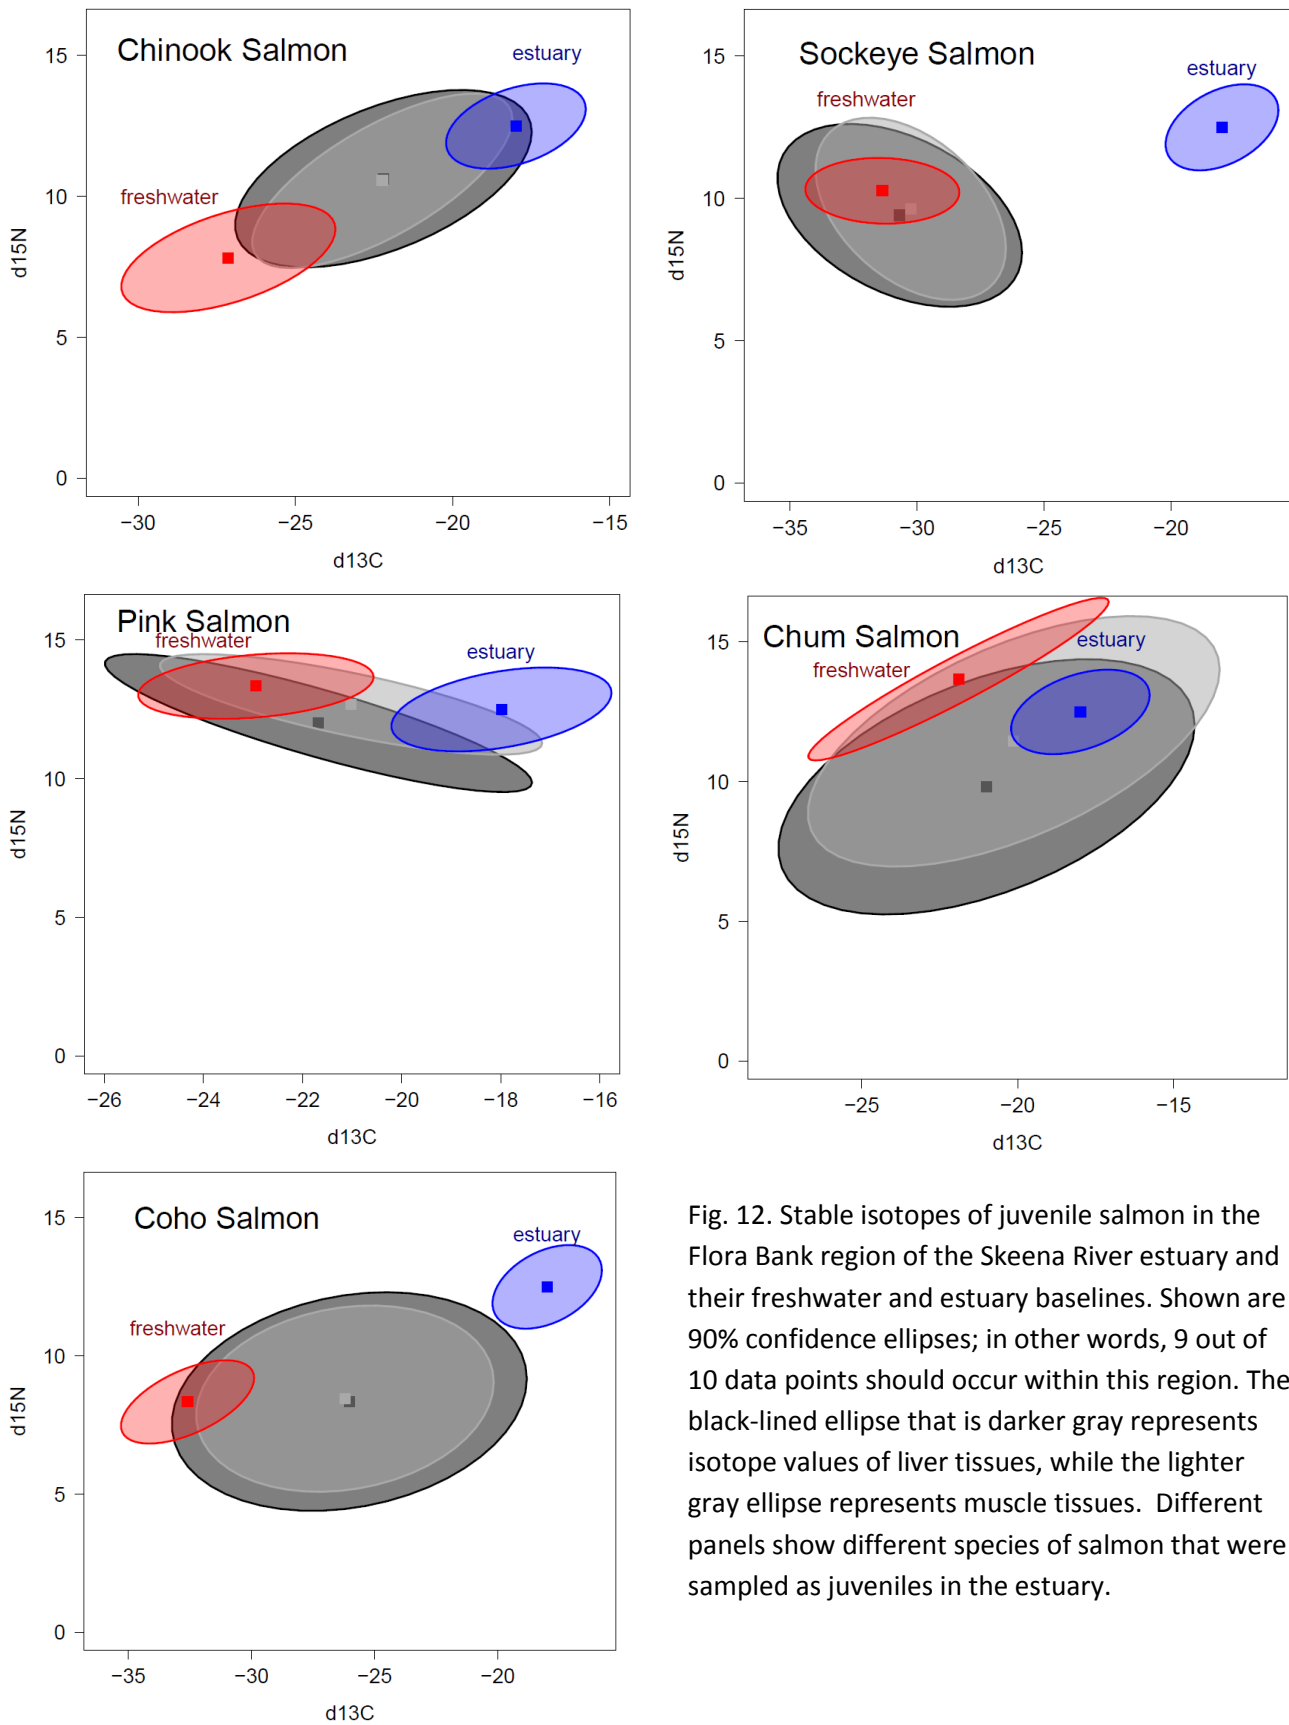 Chinook Salmon
estuary
freshwater
15
10
5
0
d15N
−30
−25
−20
−15
d13C
Sockeye Salmon
estuary
freshwater
15
10
5
0
d15N
−35
−30
−25
−20
d13C
Pink Salmon
freshwater
estuary
15
10
5
0
d15N
−26
−24
−22
−20
−18
−16
d13C
Chum Salmon
estuary
freshwater
15
10
5
0
d15N
−25
−20
−15
d13C
Coho Salmon
estuary
freshwater
15
10
5
0
d15N
−35
−30
−25
−20
d13C
Fig. 12. Stable isotopes of juvenile salmon in the
Flora Bank region of the Skeena River estuary and
their freshwater and estuary baselines. Shown are
90% confidence ellipses; in other words, 9 out of
10 data points should occur within this region. The
black-lined ellipse that is darker gray represents
isotope values of liver tissues, while the lighter
gray ellipse represents muscle tissues.  Different
panels show different species of salmon that were
sampled as juveniles in the estuary.